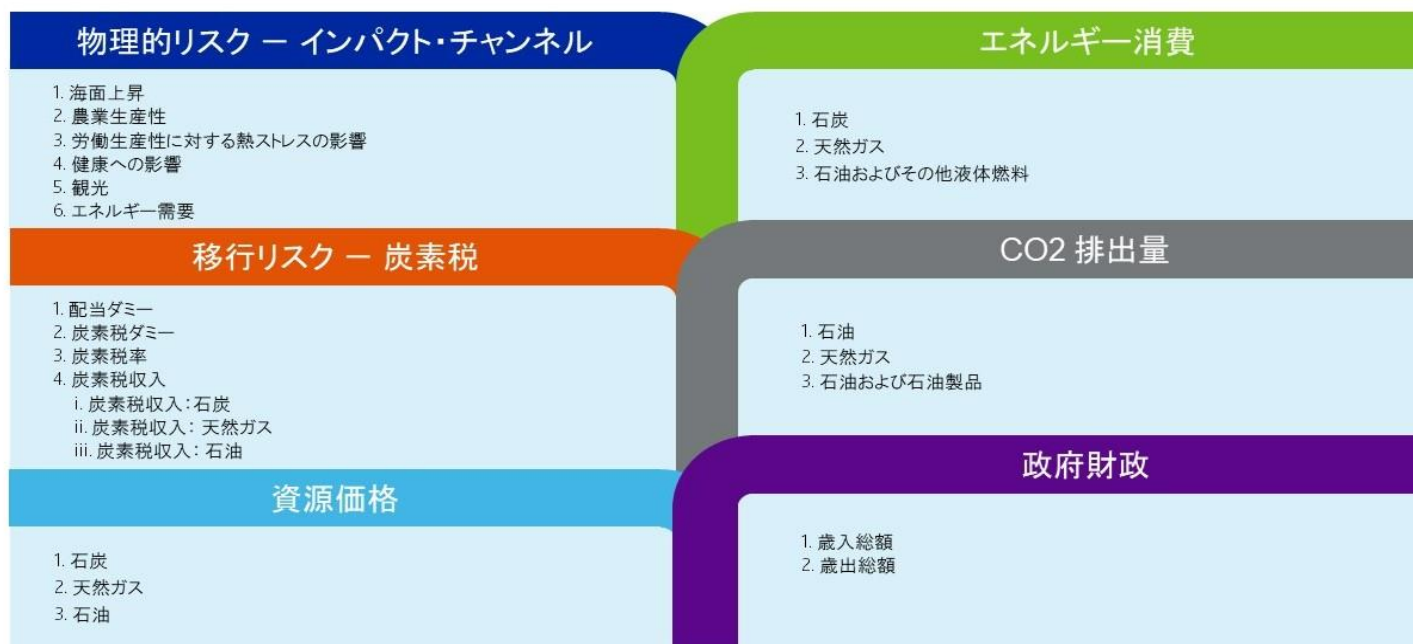 物理的リスク － インパクト・チャンネル
1. 海面上昇
2. 農業生産性
3. 労働生産性に対する熱ストレスの影響
4. 健康への影響
5. 観光
6. エネルギー需要
移行リスク － 炭素税
1. 配当ダミー
2. 炭素税ダミー
3. 炭素税率
4. 炭素税収入
i. 炭素税収入：石炭
ii. 炭素税収入： 天然ガス
iii. 炭素税収入：石油
資源価格
1. 石炭
2. 天然ガス
3. 石油
エネルギー消費
1. 石炭
2. 天然ガス
3. 石油およびその他液体燃料
CO2 排出量
1. 石油
2. 天然ガス
3. 石油および石油製品
政府財政
1. 歳入総額
2. 歳出総額